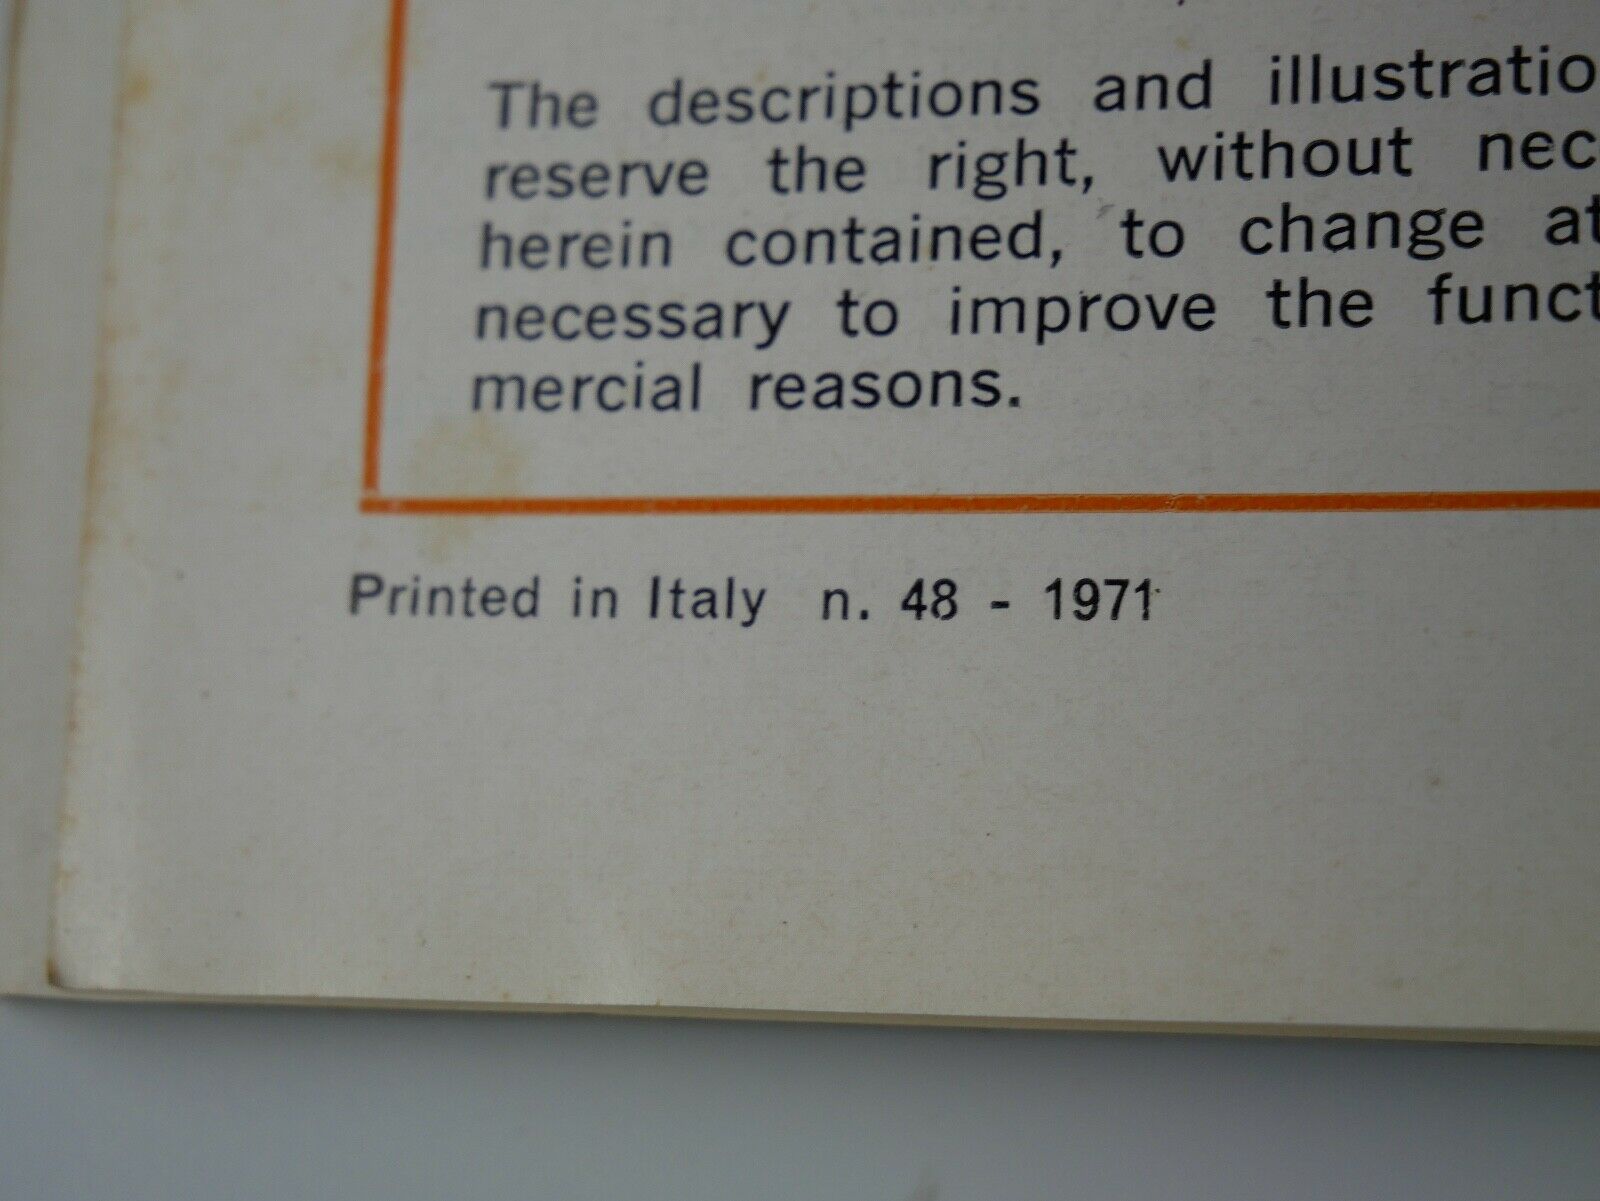 The descriptions and illustratio
reserve the right, without nec
herein contained, to change at
necessary to improve the funct
mercial reasons.
Printed in Italy n. 48 - 1971